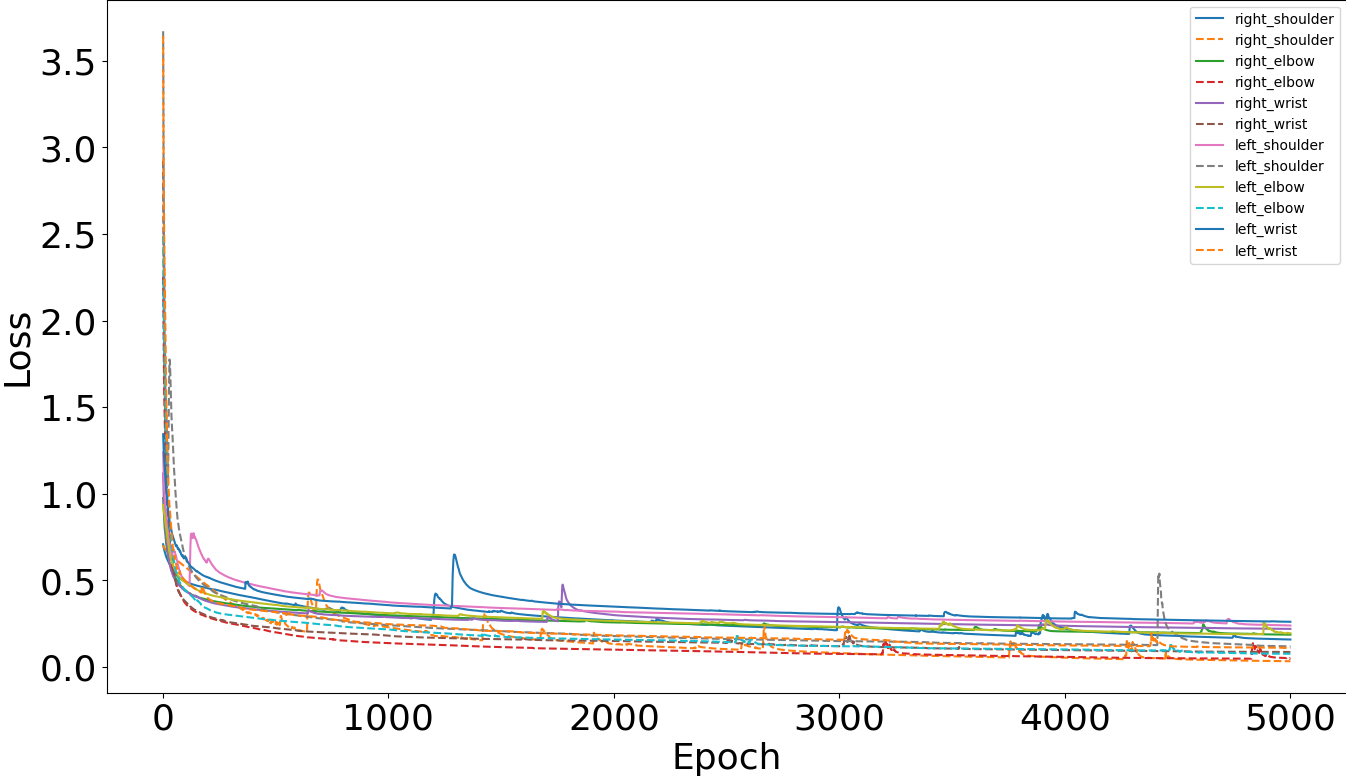 right_shoulder
right_shoulder
right_elbow
right_elbow
right_wrist
right_wrist
left_shoulder
left_shoulder
left_elbow
left_elbow
left_wrist
left_wrist
3.5
3.0
2.5
2.0
1.5
1.0
0.5
0.0
Loss
0 1000 2000 3000 4000 5000
Epoch